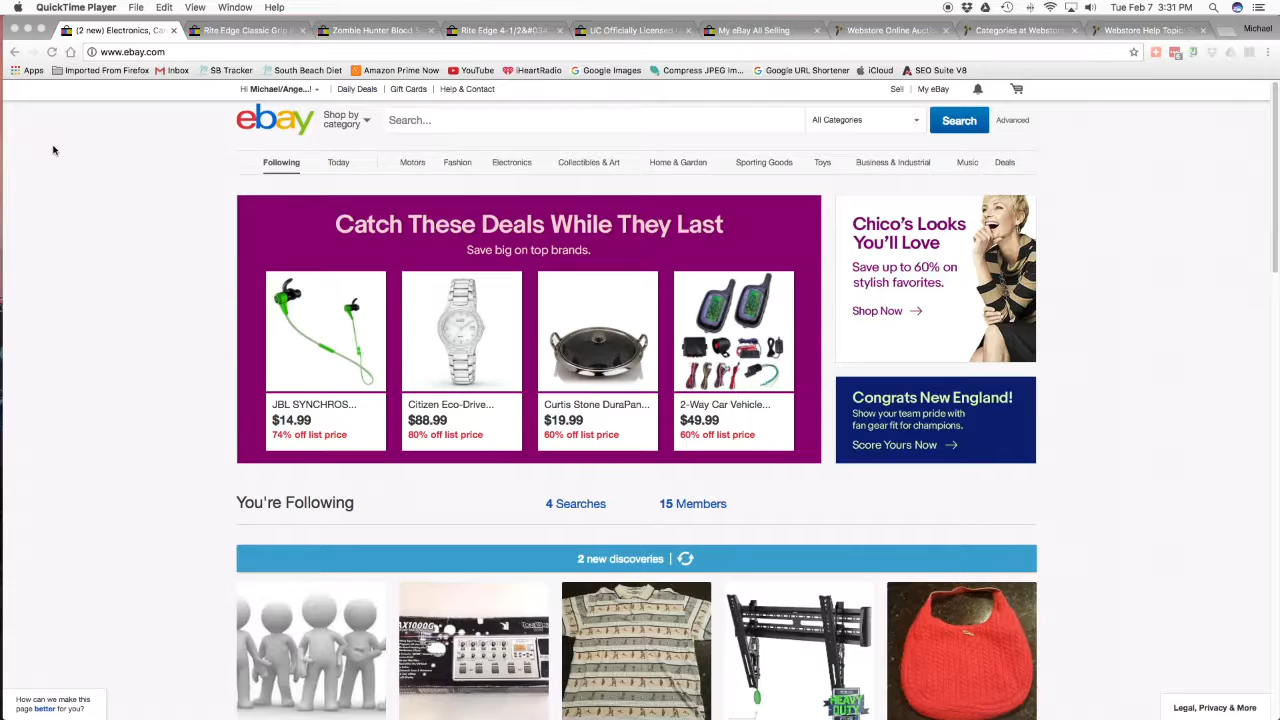 QuickTime Player File Edit View Window Help
Tue Feb 7 3:31 PM
(2 new) Electronics, Ca
Rite Edge Classic Grip
Zombie Hunter Blood S
Rite Edge 4-1/2&#034
UC Officially Licensed
My eBay All Selling
Webstore Online Aucti
Categories at Webstore
Webstore Help Topics
Michael
www.ebay.com
Apps Imported From Firefox Inbox SB Tracker South Beach Diet Amazon Prime Now YouTube iHeartRadio Google Images Compress JPEG Im... Google URL Shortener iCloud SEO Suite V8
Hi Michael/Ange...! Daily Deals Gift Cards Help & Contact
Sell My eBay
ebay
Shop by
category
Search...
All Categories
Search
Advanced
Following Today Motors Fashion Electronics Collectibles & Art Home & Garden Sporting Goods Toys Business & Industrial Music Deals
Catch These Deals While They Last
Save big on top brands.
JBL SYNCHROS...
$14.99
74% off list price
Citizen Eco-Drive...
$88.99
80% off list price
Curtis Stone DuraPan...
$19.99
60% off list price
2-Way Car Vehicle...
$49.99
60% off list price
Chico's Looks
You'll Love
Save up to 60% on
stylish favorites.
Shop Now
Congrats New England!
Show your team pride with
fan gear fit for champions.
Score Yours Now
You're Following
4 Searches
15 Members
2 new discoveries |
AX1000G
HEAVY
DUTY
How can we make this
page better for you?
Legal, Privacy & More